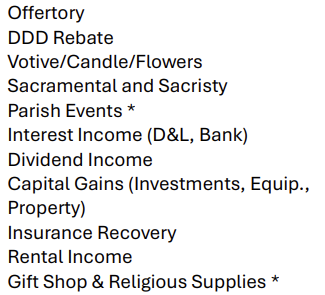 Offertory
DDD Rebate
Votive/Candle/Flowers
Sacramental and Sacristy
Parish Events *
Interest Income (D&L, Bank)
Dividend Income
Capital Gains (Investments, Equip.,
Property)
Insurance Recovery
Rental Income
Gift Shop & Religious Supplies *